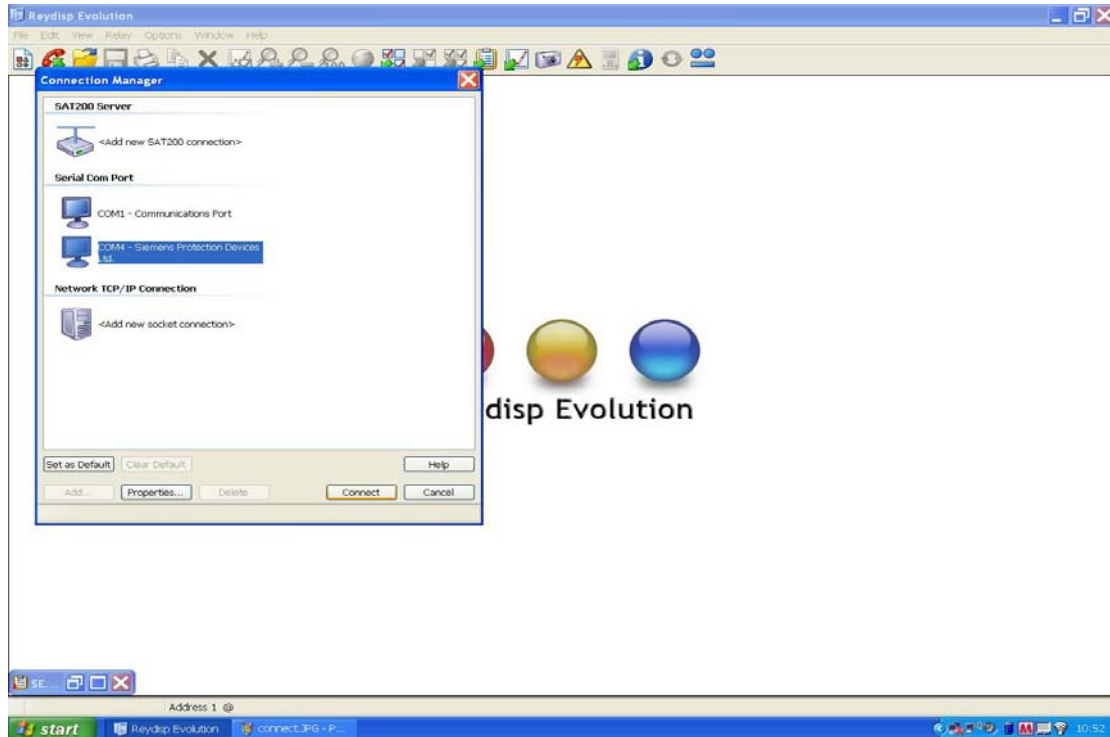 Reydisp Evolution
File Edit View Relay Options Window Help
Connection Manager
SAT200 Server
<Add new SAT200 connection>
Serial Com Port
COM1 - Communications Port
COM4 - Siemens Protection Devices
Ltd.
Network TCP/IP Connection
<Add new socket connection>
disp Evolution
Set as Default Clear Default Help
Add... Properties... Delete Connect Cancel
SE...
Address 1 @
start Reydisp Evolution connect.JPG - P... 10:52